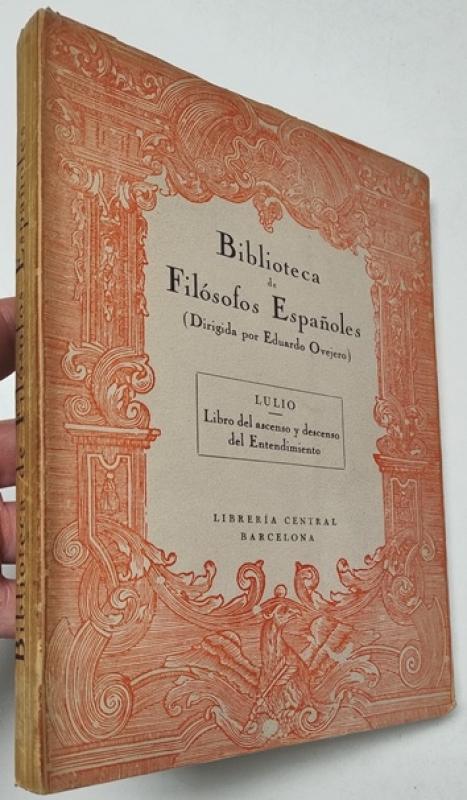 Biblioteca
de
Filósofos Españoles
(Dirigida por Eduardo Ovejero)
LULIO
Libro del ascenso y descenso
del Entendimiento
LIBRERÍA CENTRAL
BARCELONA
Biblioteca de Filósofos Españoles